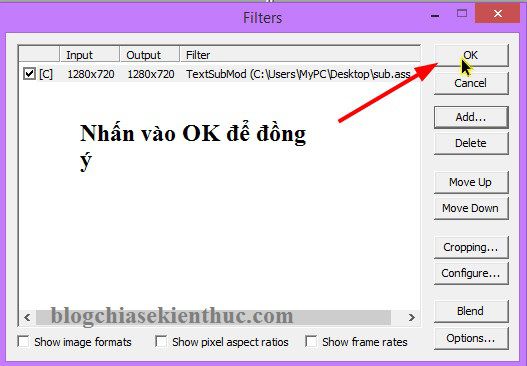 Filters
Input Output Filter
[C] 1280x720 1280x720 TextSubMod (C:\Users\MyPC\Desktop\sub.ass
Nhấn vào OK để đồng
ý
blogchiasekienthuc.com
Show image formats Show pixel aspect ratios Show frame rates
OK
Cancel
Add...
Delete
Move Up
Move Down
Cropping...
Configure...
Blend
Options...